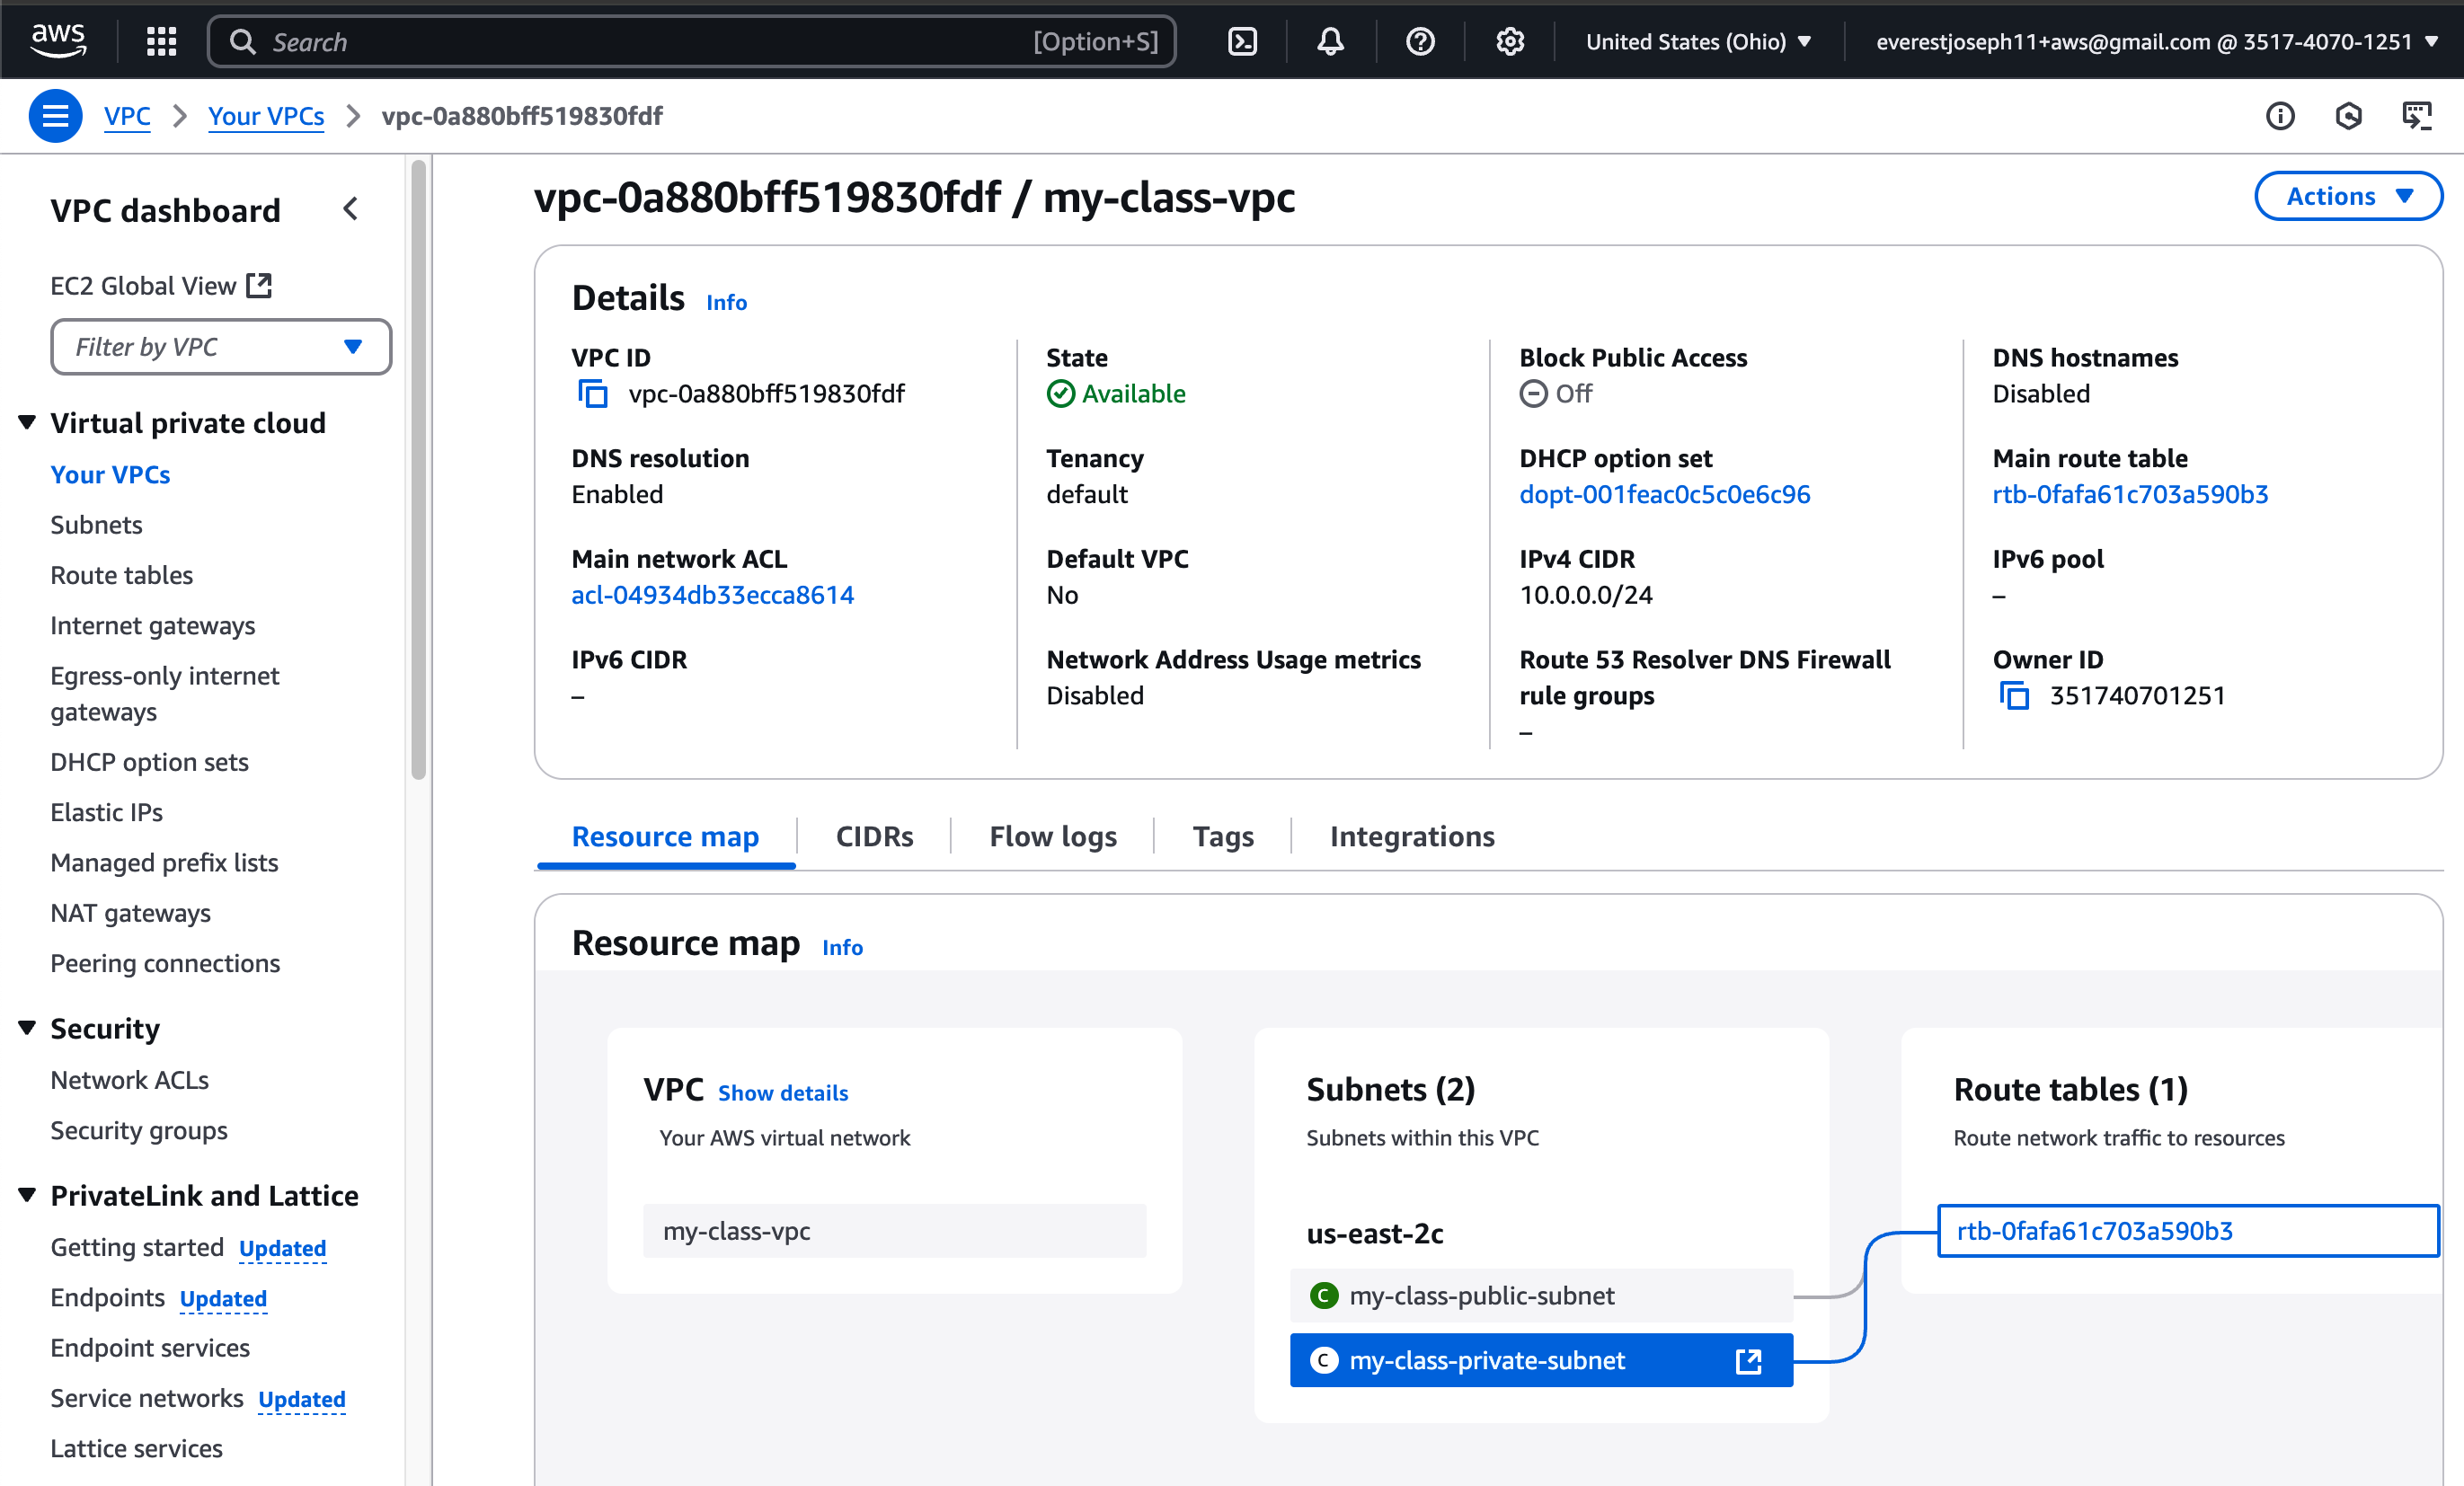 aws
Search [Option+S]
United States (Ohio)
everestjoseph11+aws@gmail.com @ 3517-4070-1251
VPC
Your VPCs
vpc-0a880bff519830fdf
VPC dashboard
EC2 Global View
Filter by VPC
Virtual private cloud
Your VPCs
Subnets
Route tables
Internet gateways
Egress-only internet
gateways
DHCP option sets
Elastic IPs
Managed prefix lists
NAT gateways
Peering connections
Security
Network ACLs
Security groups
PrivateLink and Lattice
Getting started Updated
Endpoints Updated
Endpoint services
Service networks Updated
Lattice services
vpc-0a880bff519830fdf / my-class-vpc
Actions
Details Info
VPC ID
vpc-0a880bff519830fdf
State
Available
Block Public Access
Off
DNS hostnames
Disabled
DNS resolution
Enabled
Tenancy
default
DHCP option set
dopt-001feac0c5c0e6c96
Main route table
rtb-0fafa61c703a590b3
Main network ACL
acl-04934db33ecca8614
Default VPC
No
IPv4 CIDR
10.0.0.0/24
IPv6 pool
–
IPv6 CIDR
–
Network Address Usage metrics
Disabled
Route 53 Resolver DNS Firewall
rule groups
–
Owner ID
351740701251
Resource map
CIDRs
Flow logs
Tags
Integrations
Resource map Info
VPC Show details
Your AWS virtual network
my-class-vpc
Subnets (2)
Subnets within this VPC
us-east-2c
C my-class-public-subnet
C my-class-private-subnet
Route tables (1)
Route network traffic to resources
rtb-0fafa61c703a590b3